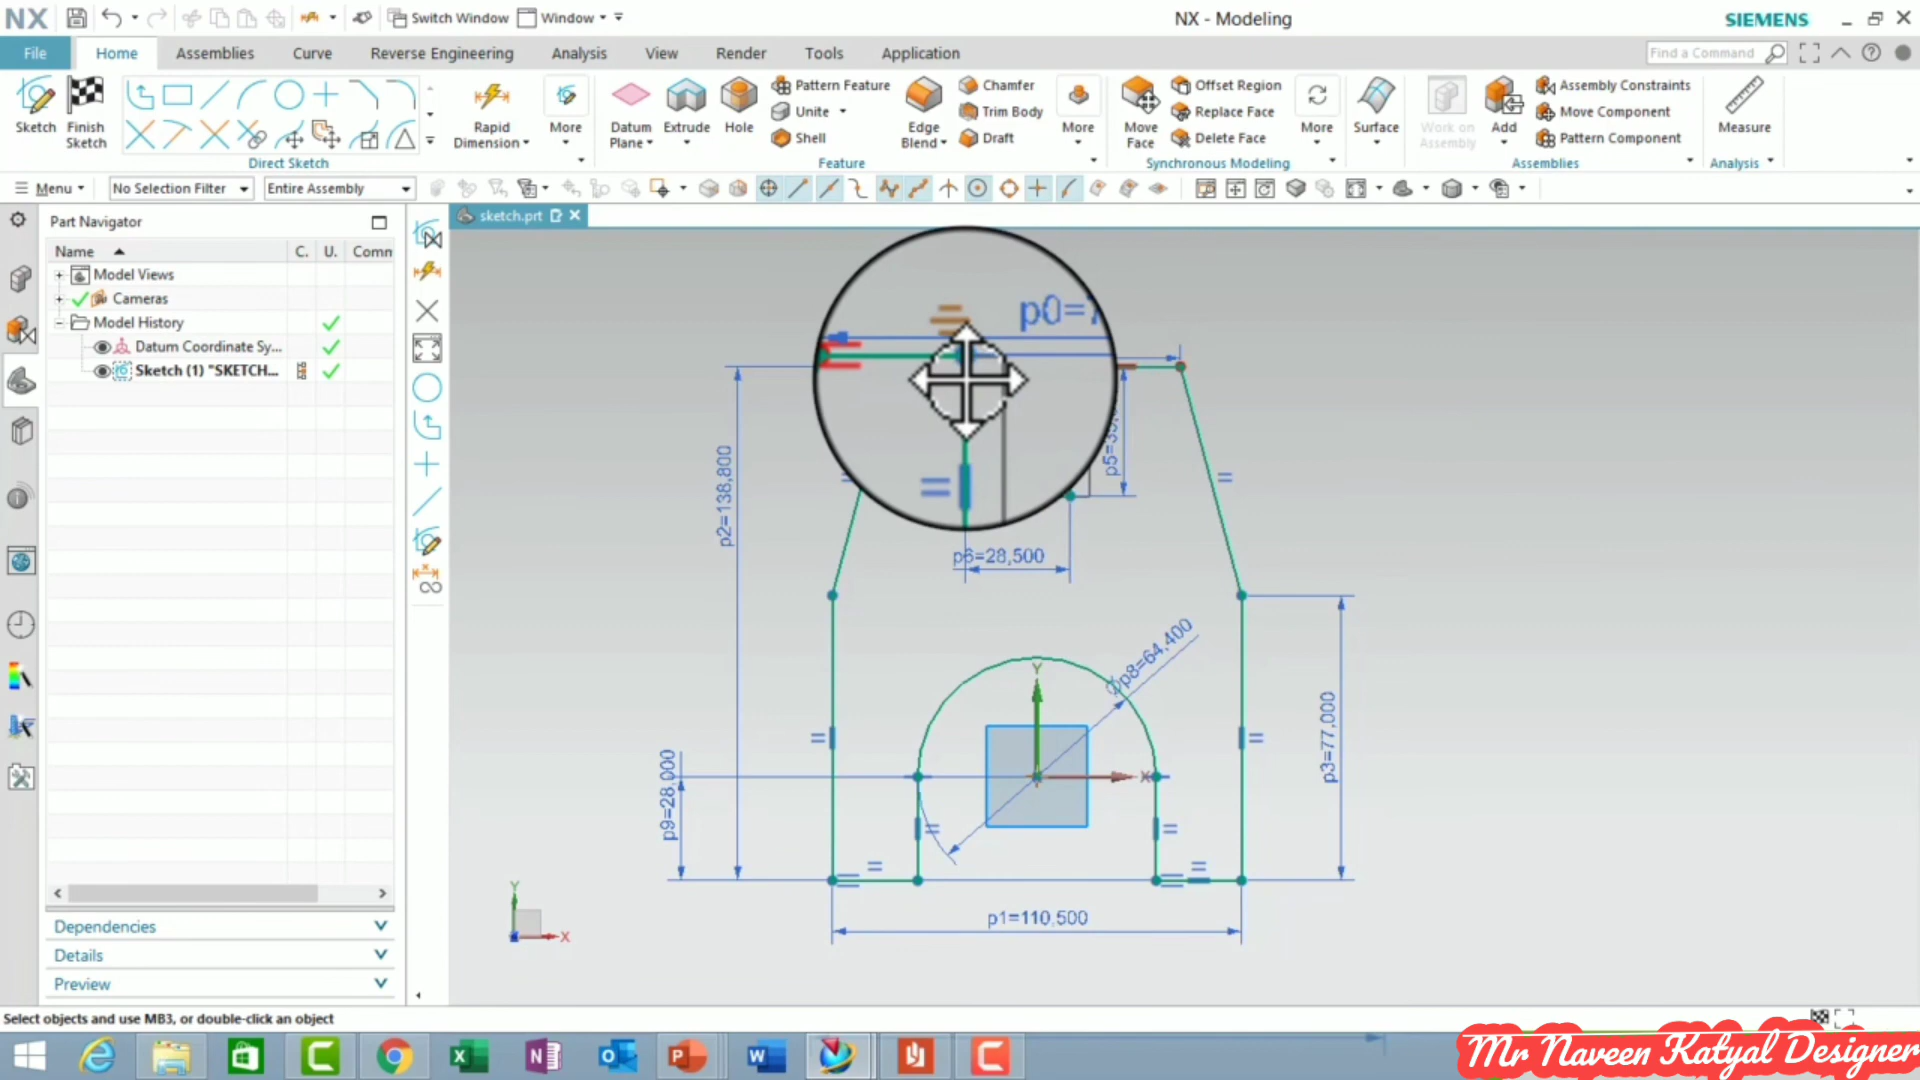 NX
Switch Window
Window
NX - Modeling
SIEMENS
File
Home
Assemblies
Curve
Reverse Engineering
Analysis
View
Render
Tools
Application
Find a Command
Sketch
Finish Sketch
Direct Sketch
Rapid Dimension
More
Datum Plane
Extrude
Hole
Pattern Feature
Unite
Shell
Edge Blend
Chamfer
Trim Body
Draft
More
Feature
Move Face
Offset Region
Replace Face
Delete Face
More
Synchronous Modeling
Surface
Work on Assembly
Add
Assembly Constraints
Move Component
Pattern Component
Assemblies
Measure
Analysis
Menu
No Selection Filter
Entire Assembly
Part Navigator
sketch.prt
Name
C.
U.
Comm
Model Views
Cameras
Model History
Datum Coordinate Sy...
Sketch (1) "SKETCH...
Dependencies
Details
Preview
p0=
p2=138,800
p6=28,500
p8=64,400
p3=77,000
p9=28,000
p1=110,500
Y
X
Y
X
Select objects and use MB3, or double-click an object
Mr Naveen Katyal Designer